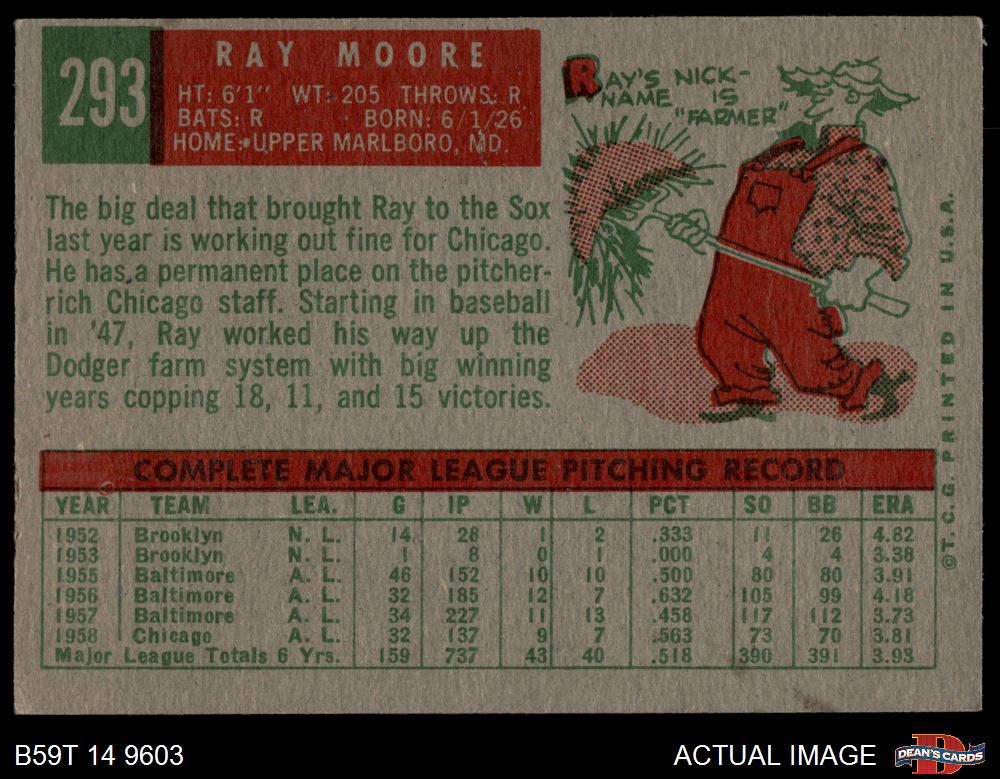 293
RAY MOORE
HT: 6'1" WT: 205 THROWS: R
BATS: R BORN: 6/1/26
HOME: UPPER MARLBORO, MD.
RAY'S NICK-
NAME IS
"FARMER"
The big deal that brought Ray to the Sox
last year is working out fine for Chicago.
He has a permanent place on the pitcher-
rich Chicago staff. Starting in baseball
in '47, Ray worked his way up the
Dodger farm system with big winning
years copping 18, 11, and 15 victories.
COMPLETE MAJOR LEAGUE PITCHING RECORD
YEAR TEAM LEA. G IP W L PCT SO BB ERA
1952 Brooklyn N. L. 14 28 1 2 .333 11 26 4.82
1953 Brooklyn N. L. 1 8 0 1 .000 4 4 3.38
1955 Baltimore A. L. 46 152 10 10 .500 80 80 3.91
1956 Baltimore A. L. 32 185 12 7 .632 105 99 4.18
1957 Baltimore A. L. 34 227 11 13 .458 117 112 3.73
1958 Chicago A. L. 32 137 9 7 .563 73 70 3.81
Major League Totals 6 Yrs. 159 737 43 40 .518 390 391 3.93
©T.C.G. PRINTED IN U.S.A.
B59T 14 9603
ACTUAL IMAGE
DEAN'S CARDS